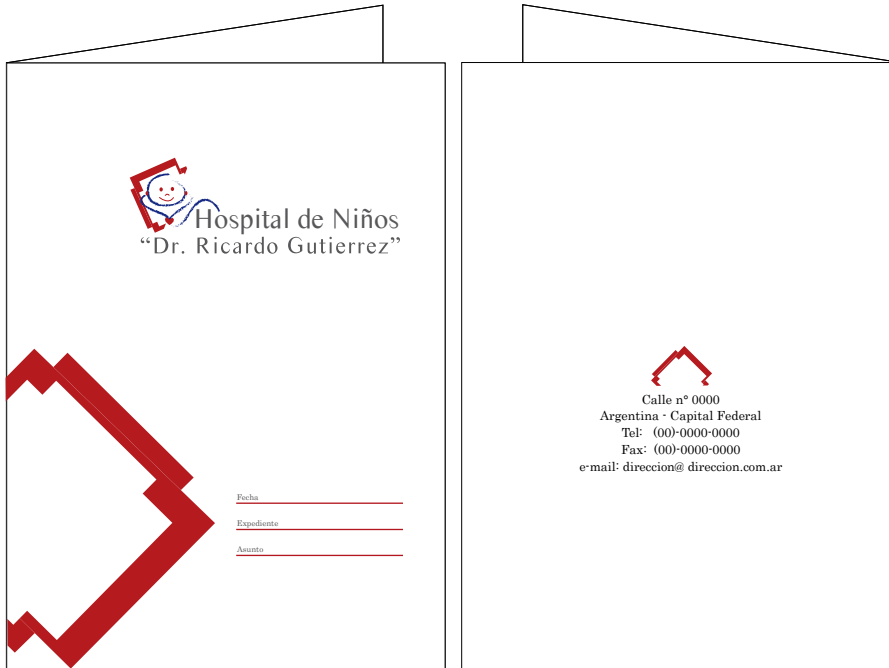 Hospital de Niños
“Dr. Ricardo Gutierrez”
Fecha
Expediente
Asunto
Calle n° 0000
Argentina - Capital Federal
Tel: (00)-0000-0000
Fax: (00)-0000-0000
e-mail: direccion@ direccion.com.ar